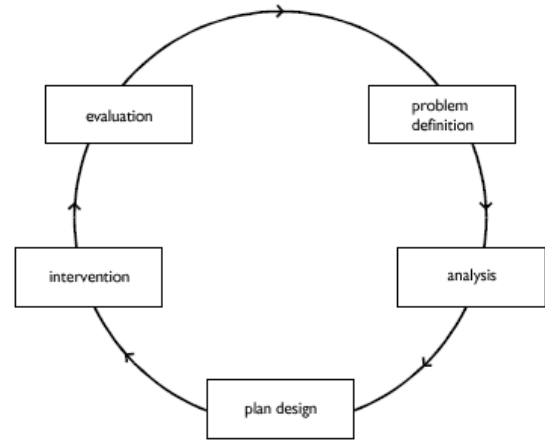 evaluation
problem
definition
intervention
analysis
plan design